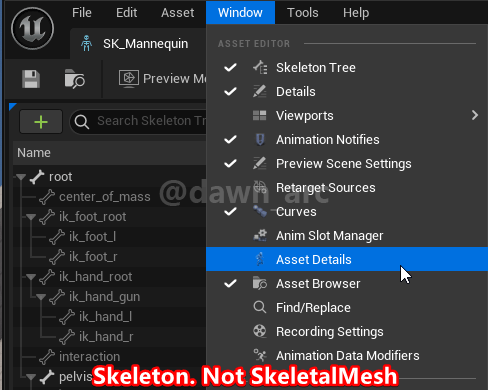 File Edit Asset Window Tools Help
SK_Mannequin
ASSET EDITOR
Skeleton Tree
Details
Viewports
Animation Notifies
Preview Scene Settings
Retarget Sources
Curves
Anim Slot Manager
Asset Details
Asset Browser
Find/Replace
Recording Settings
Animation Data Modifiers
Preview Me
Search Skeleton Tr
Name
root
center_of_mass
ik_foot_root
ik_foot_l
ik_foot_r
ik_hand_root
ik_hand_gun
ik_hand_l
ik_hand_r
interaction
pelvis
@dawn_arc
Skeleton. Not SkeletalMesh